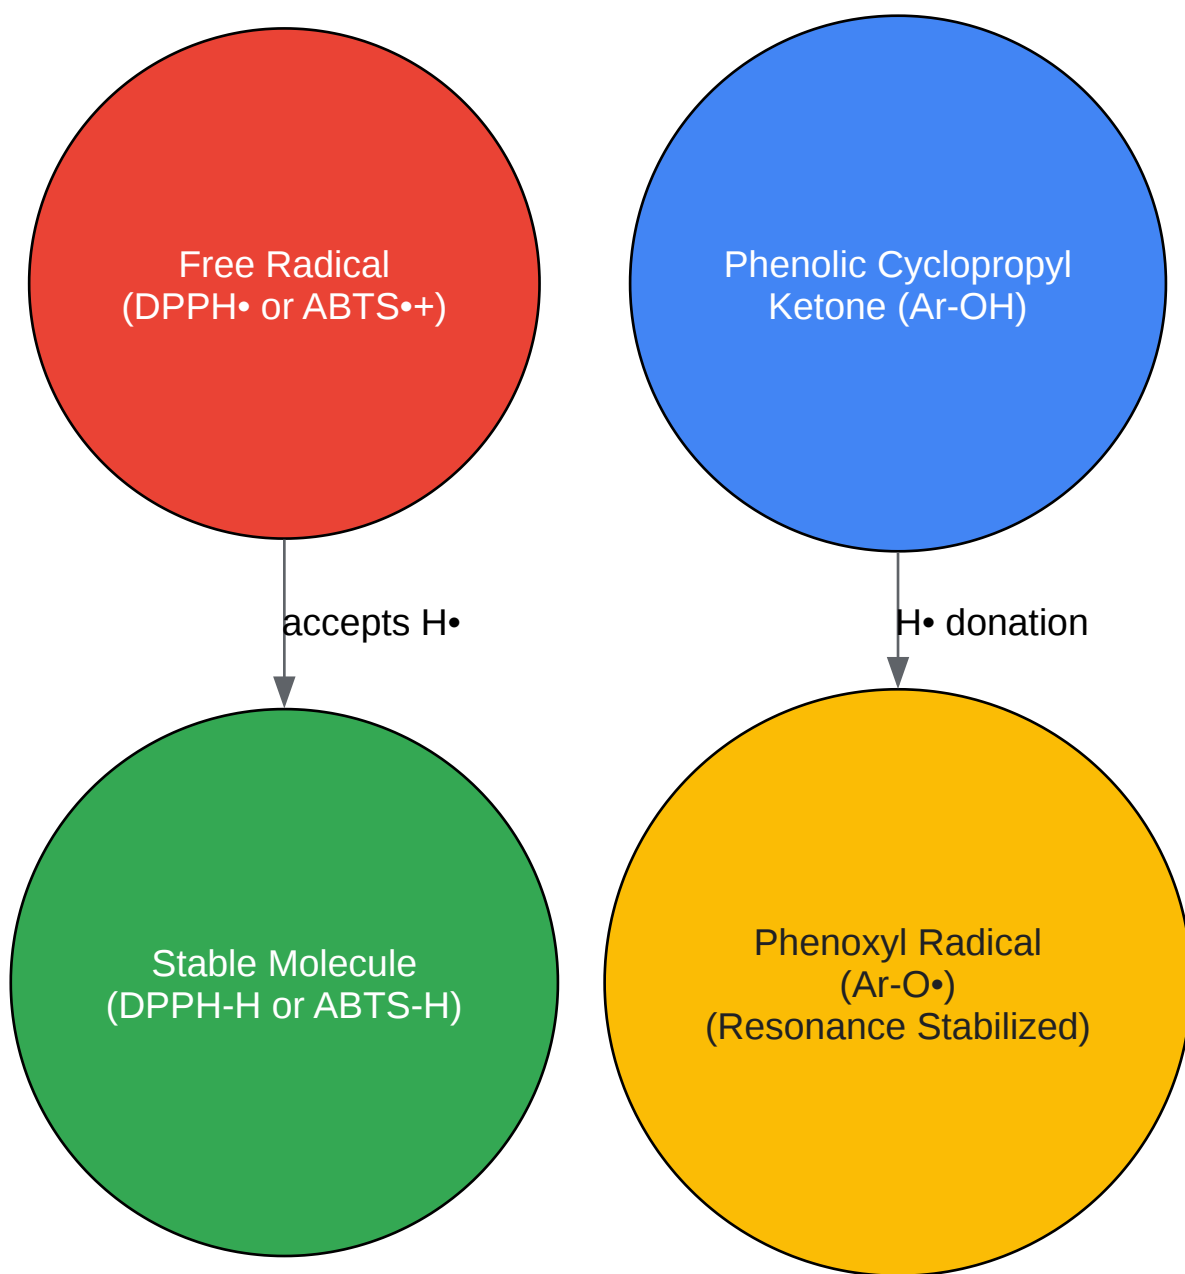 Free Radical
(DPPH• or ABTS•+)
Phenolic Cyclopropyl
Ketone (Ar-OH)
accepts H•
H• donation
Stable Molecule
(DPPH-H or ABTS-H)
Phenoxyl Radical
(Ar-O•)
(Resonance Stabilized)